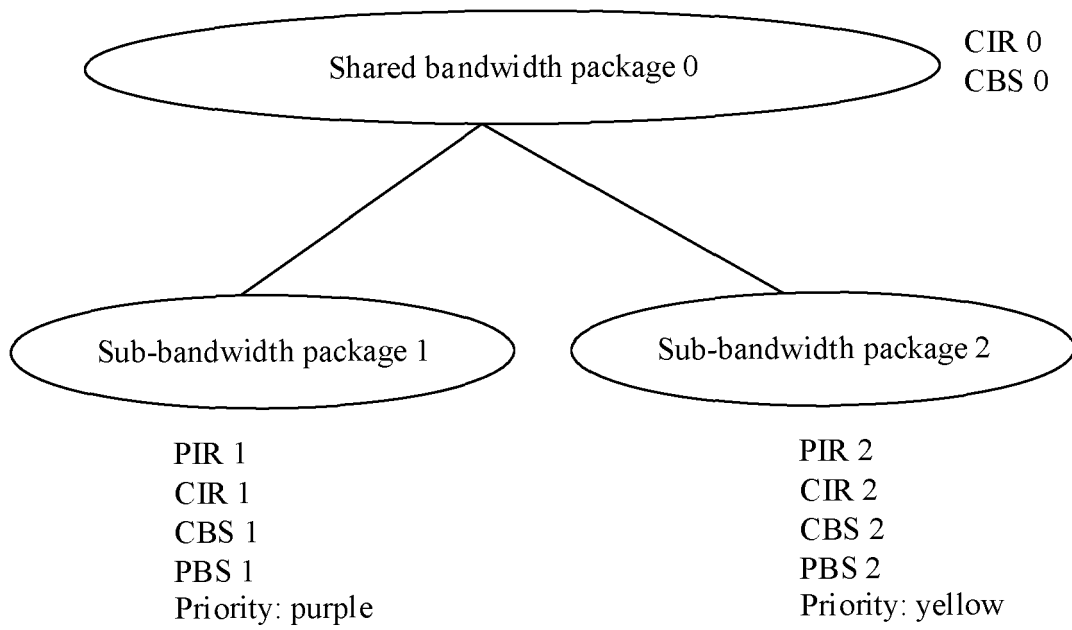 Shared bandwidth package 0
CIR 0
CBS 0
Sub-bandwidth package 1
Sub-bandwidth package 2
PIR 1
CIR 1
CBS 1
PBS 1
Priority: purple
PIR 2
CIR 2
CBS 2
PBS 2
Priority: yellow